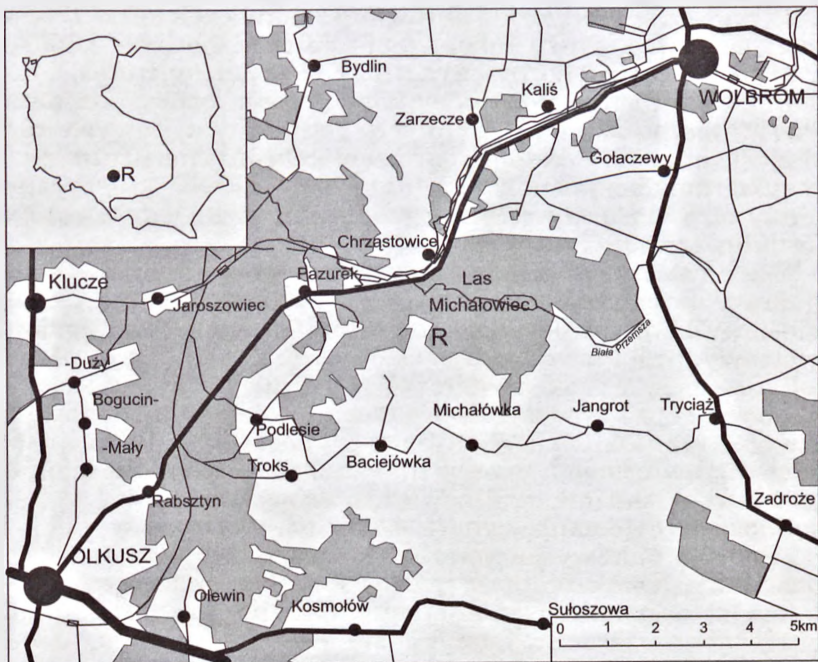 Bydlin
Kaliś
Zarzecze
WOLBROM
Gołaczewy
R
Chrząstowice
Klucze
Pazurek
Las
Jaroszowiec
Michałowiec
R
Biała Przemsza
-Duży
Bogucin-
Michałówka
Jangrot
Tryciąż
-Mały
Podlesie
Troks
Baciejówka
Rabsztyn
Zadroże
OLKUSZ
Olewin
Kosmołów
Sułoszowa
0 1 2 3 4 5km